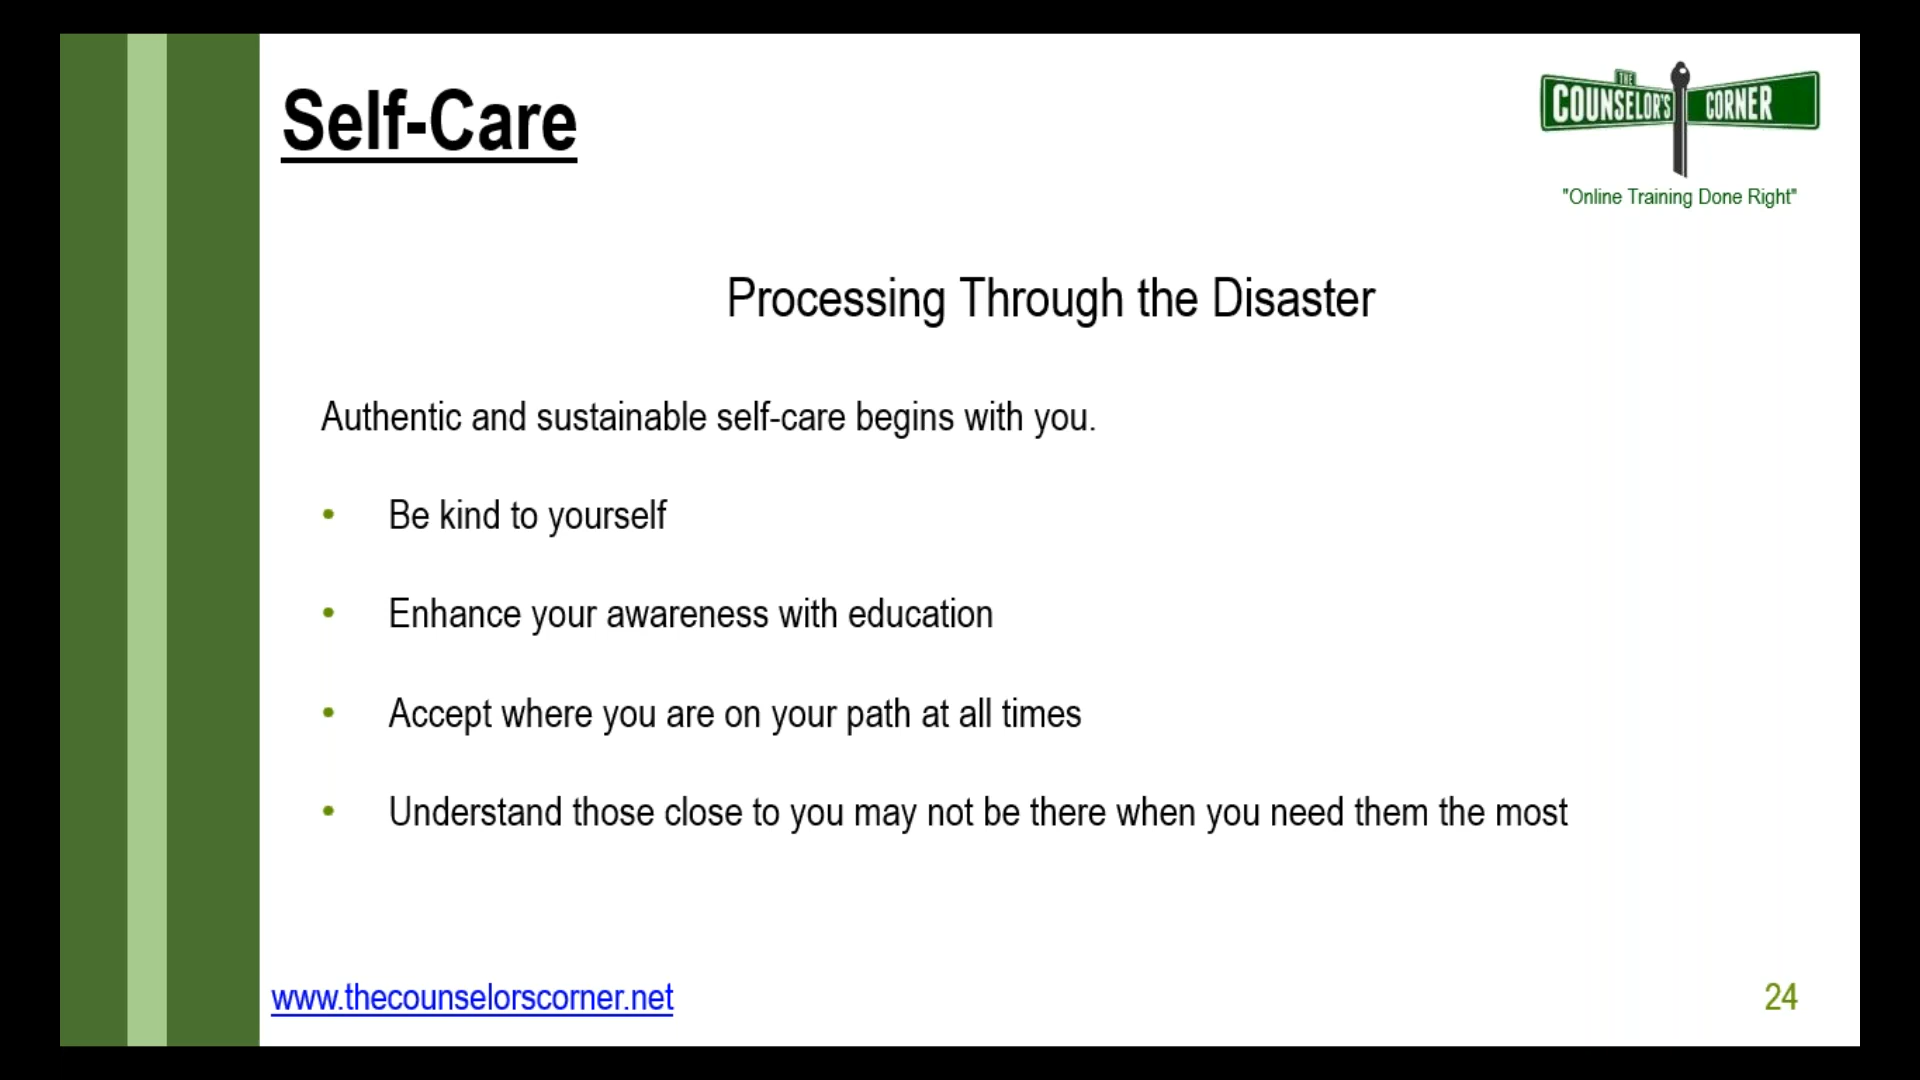 Self-Care
THE
COUNSELOR'S CORNER
"Online Training Done Right"
Processing Through the Disaster
Authentic and sustainable self-care begins with you.
• Be kind to yourself
• Enhance your awareness with education
• Accept where you are on your path at all times
• Understand those close to you may not be there when you need them the most
www.thecounselorscorner.net
24